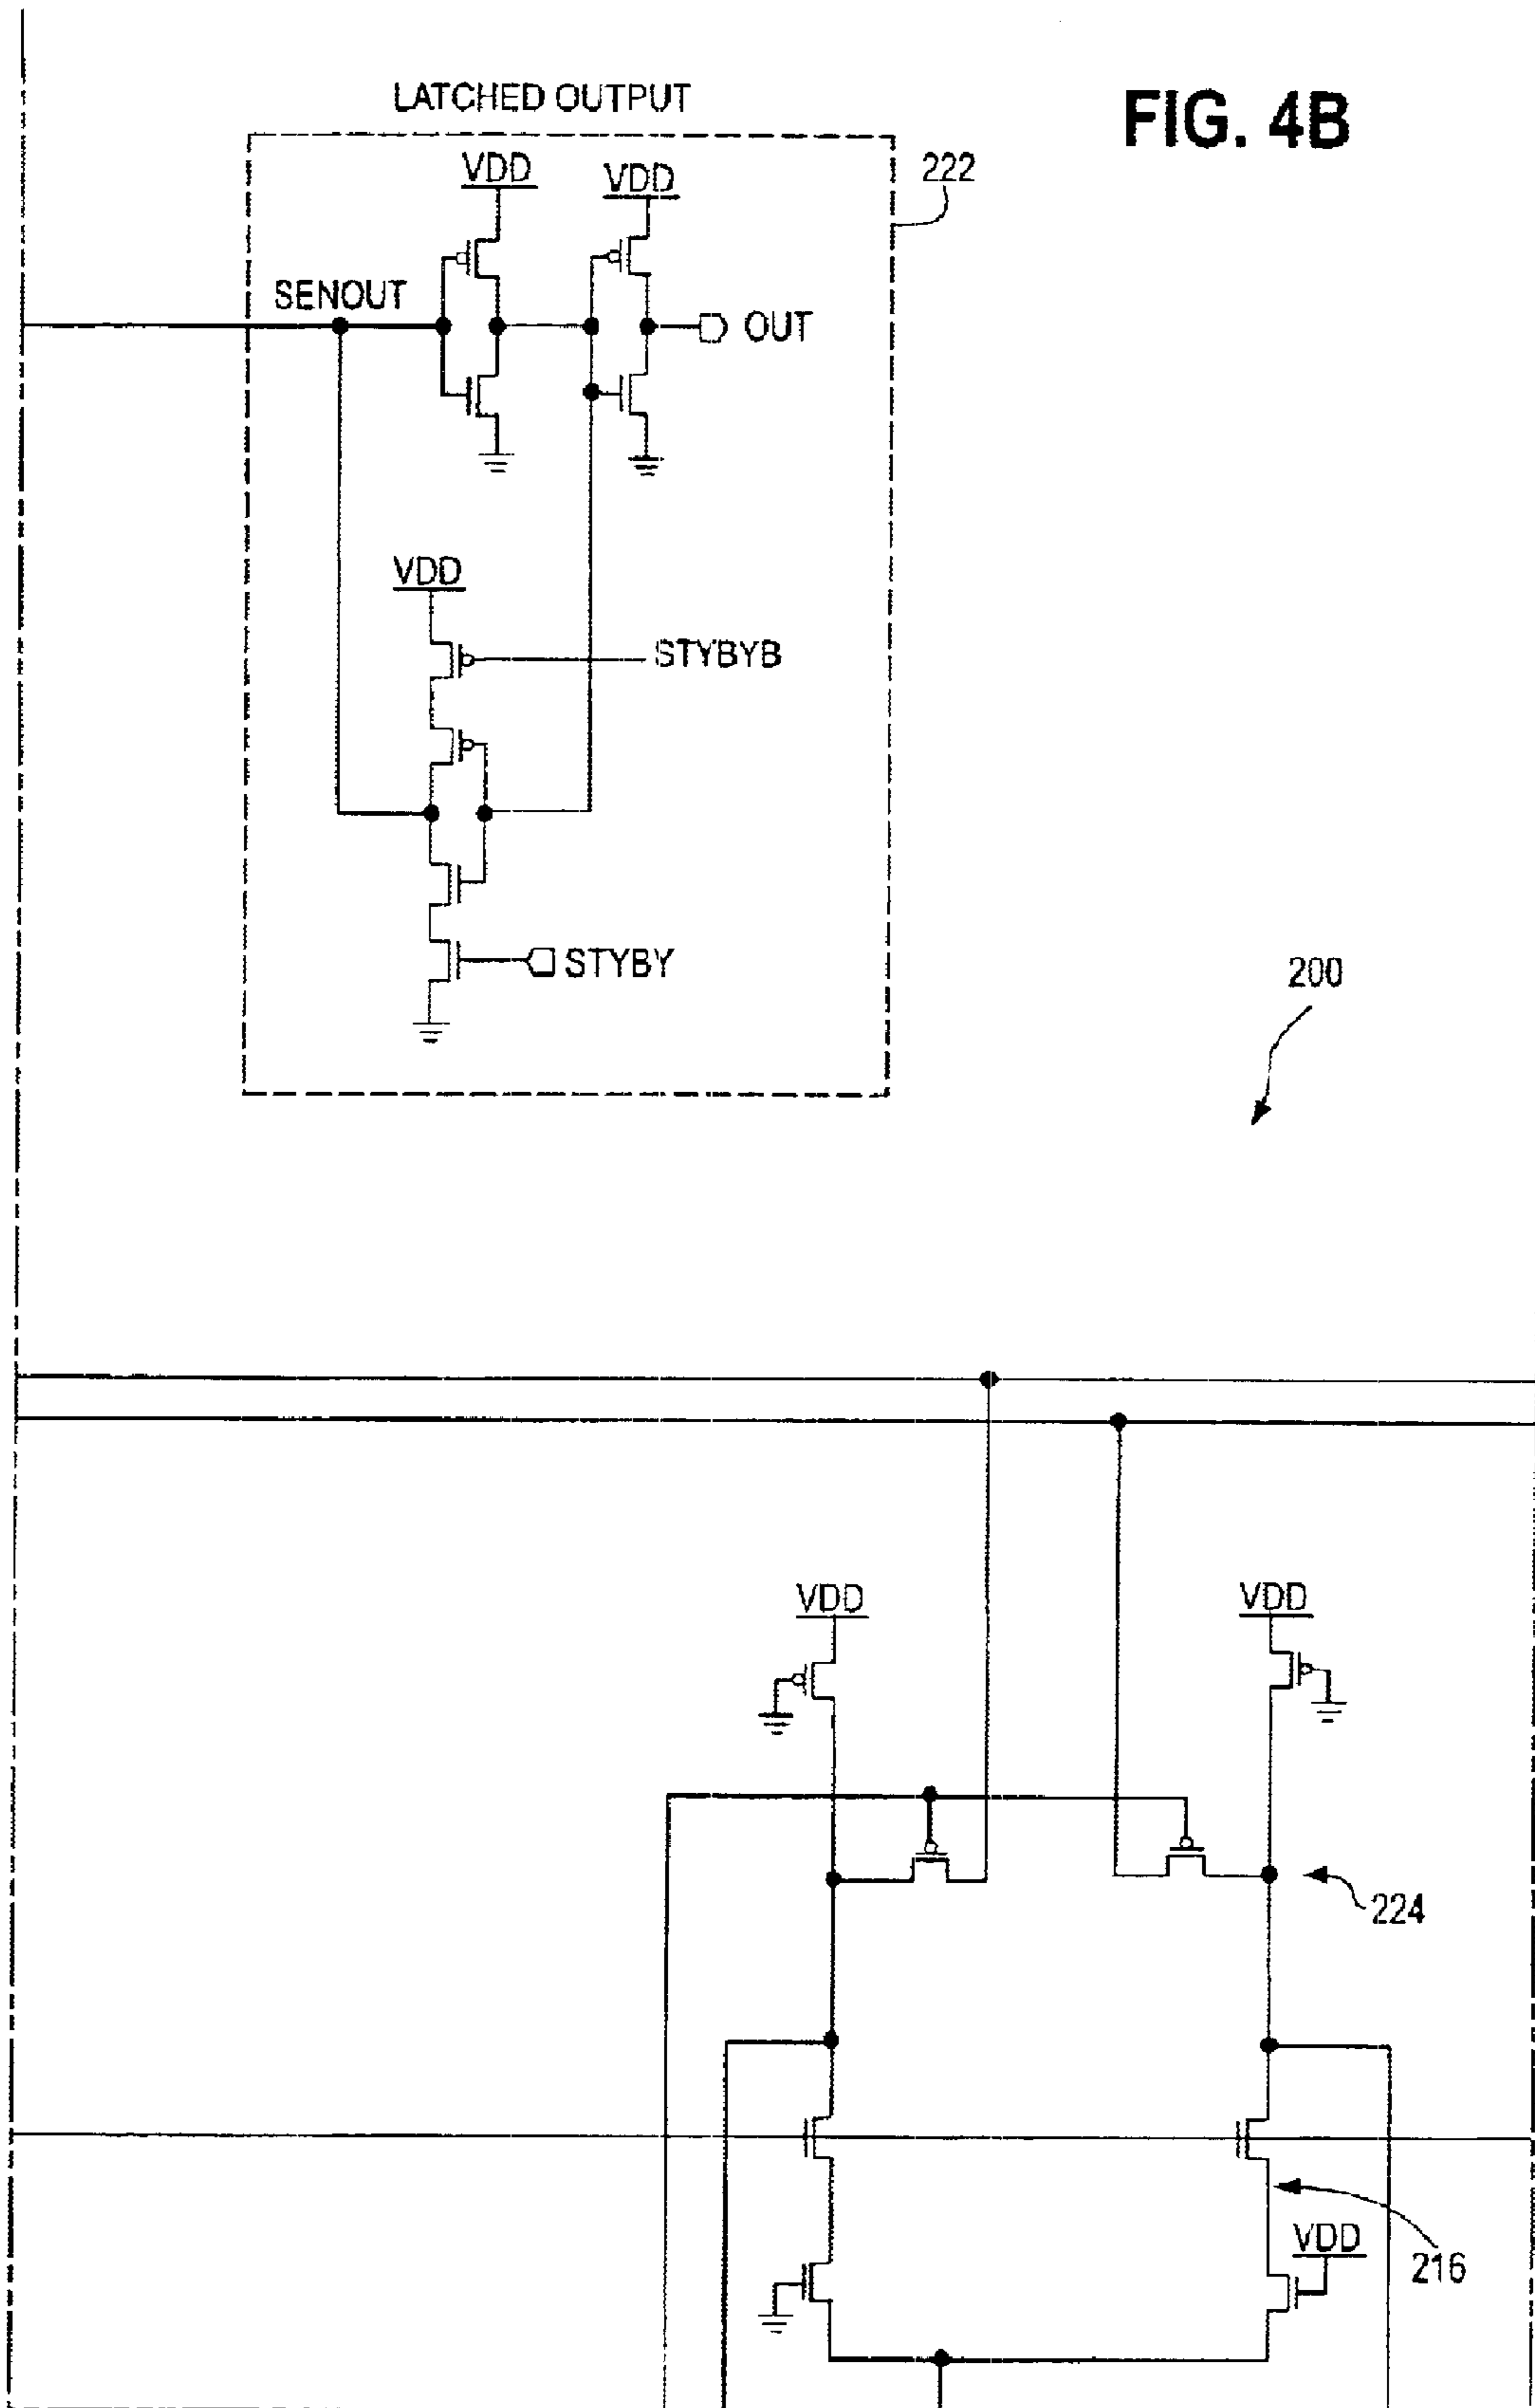 LATCHED OUTPUT
FIG. 4B
VDD
VDD
222
SENOUT
OUT
VDD
STYBYB
STYBY
200
VDD
VDD
224
VDD
216